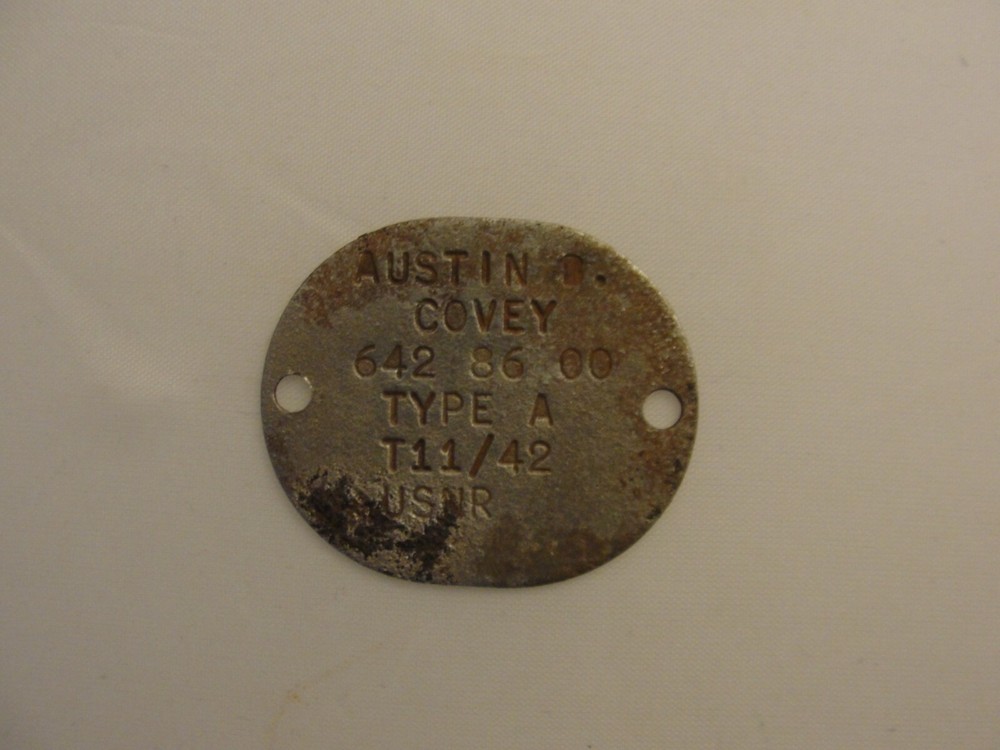 AUSTIN
COVEY
642 86 00
TYPE A
T11/42
USNR